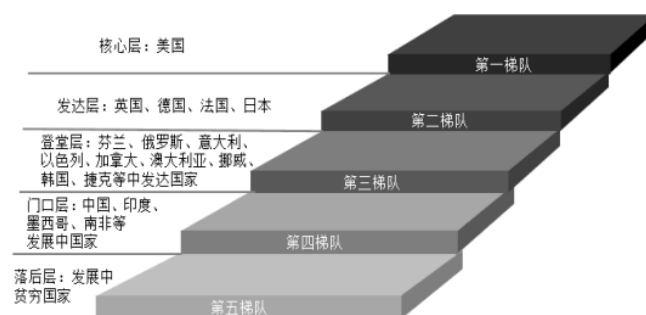 核心层：美国
第一梯队
发达层：英国、德国、法国、日本
第二梯队
登堂层：芬兰、俄罗斯、意大利、
以色列、加拿大、澳大利亚、挪威、
韩国、捷克等中发达国家
第三梯队
门口层：中国、印度、
墨西哥、南非等
发展中国家
第四梯队
落后层：发展中
贫穷国家
第五梯队